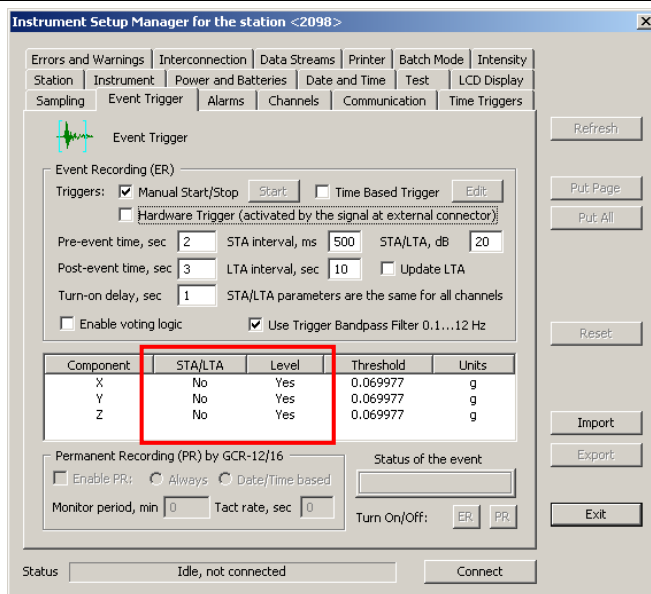 Instrument Setup Manager for the station <2098>
Errors and Warnings Interconnection Data Streams Printer Batch Mode Intensity
Station Instrument Power and Batteries Date and Time Test LCD Display
Sampling Event Trigger Alarms Channels Communication Time Triggers
Event Trigger
Refresh
Event Recording (ER)
Triggers: Manual Start/Stop Start Time Based Trigger Edit
Put Page
Hardware Trigger (activated by the signal at external connector)
Put All
Pre-event time, sec 2 STA interval, ms 500 STA/LTA, dB 20
Post-event time, sec 3 LTA interval, sec 10 Update LTA
Turn-on delay, sec 1 STA/LTA parameters are the same for all channels
Enable voting logic Use Trigger Bandpass Filter 0.1...12 Hz
Reset
Component STA/LTA Level Threshold Units
X No Yes 0.069977 g
Y No Yes 0.069977 g
Z No Yes 0.069977 g
Import
Permanent Recording (PR) by GCR-12/16 Status of the event
Export
Enable PR: Always Date/Time based
Monitor period, min 0 Tact rate, sec 0
Turn On/Off: ER PR
Exit
Status Idle, not connected Connect